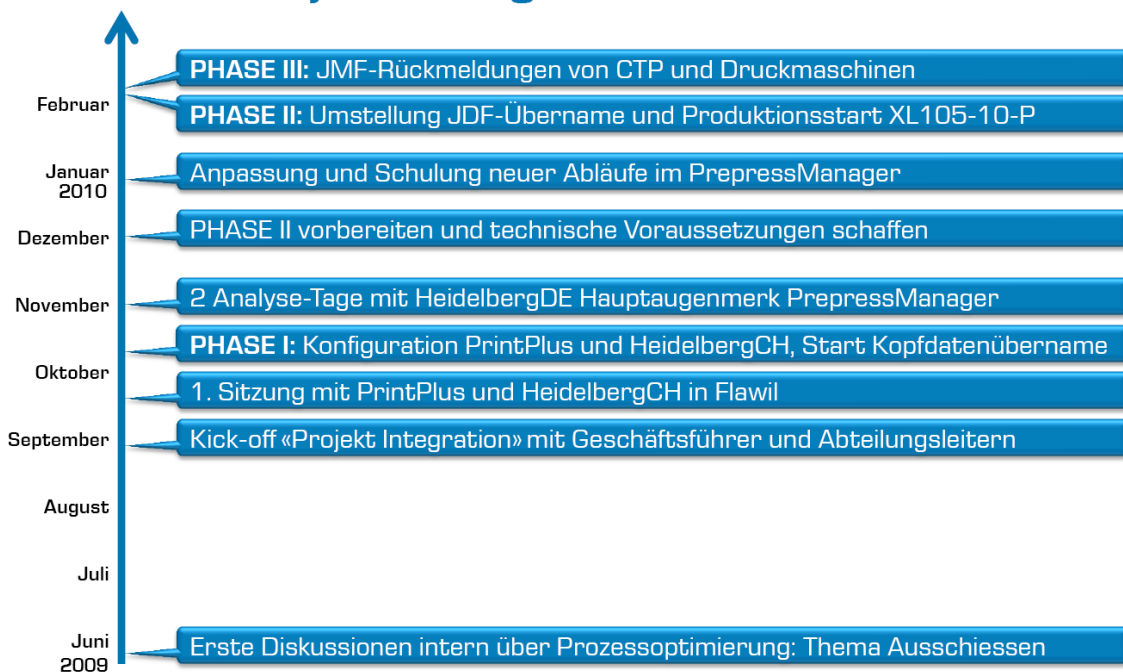 PHASE III: JMF-Rückmeldungen von CTP und Druckmaschinen
Februar
PHASE II: Umstellung JDF-Übername und Produktionsstart XL105-10-P
Januar
2010
Anpassung und Schulung neuer Abläufe im PrepressManager
Dezember
PHASE II vorbereiten und technische Voraussetzungen schaffen
November
2 Analyse-Tage mit HeidelbergDE Hauptaugenmerk PrepressManager
PHASE I: Konfiguration PrintPlus und HeidelbergCH, Start Kopfdatenübername
Oktober
1. Sitzung mit PrintPlus und HeidelbergCH in Flawil
September
Kick-off «Projekt Integration» mit Geschäftsführer und Abteilungsleitern
August
Juli
Juni
2009
Erste Diskussionen intern über Prozessoptimierung: Thema Ausschiessen